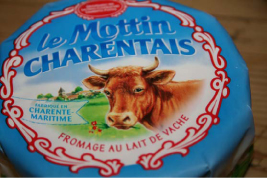 le Mottin
CHARENTAIS
FABRIQUÉ EN
CHARENTE-
MARITIME
FROMAGE AU LAIT DE VACHE